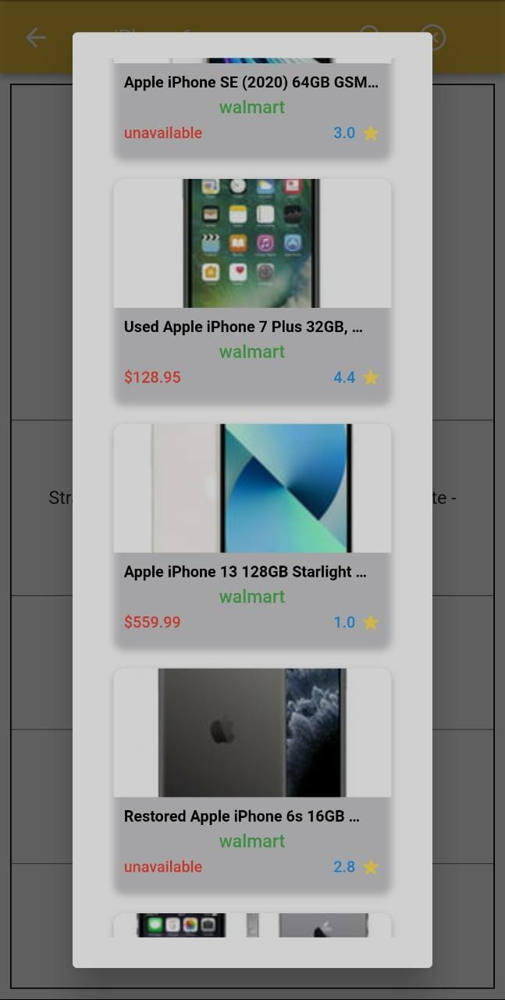 Apple iPhone SE (2020) 64GB GSM…
walmart
unavailable 3.0
Used Apple iPhone 7 Plus 32GB, …
walmart
$128.95 4.4
Apple iPhone 13 128GB Starlight …
walmart
$559.99 1.0
Restored Apple iPhone 6s 16GB …
walmart
unavailable 2.8